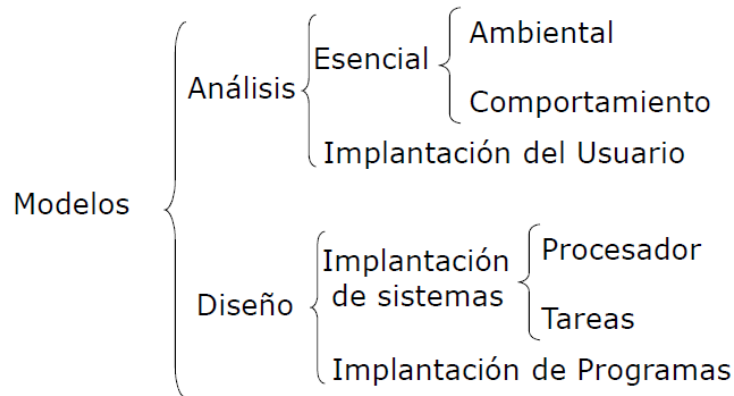 Modelos
Análisis
Esencial
Ambiental
Comportamiento
Implantación del Usuario
Diseño
Implantación
de sistemas
Procesador
Tareas
Implantación de Programas